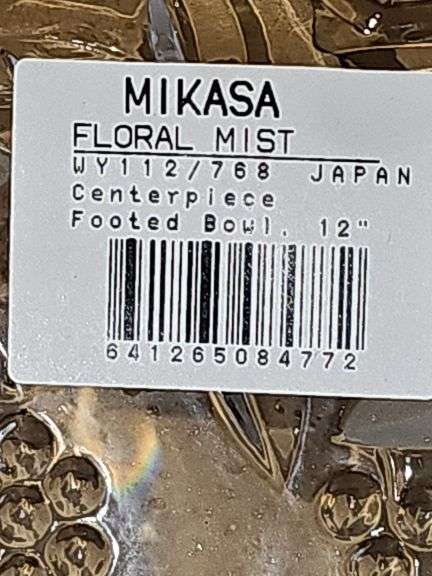 MIKASA
FLORAL MIST
WY112/768 JAPAN
Centerpiece
Footed Bowl. 12"
641265084772